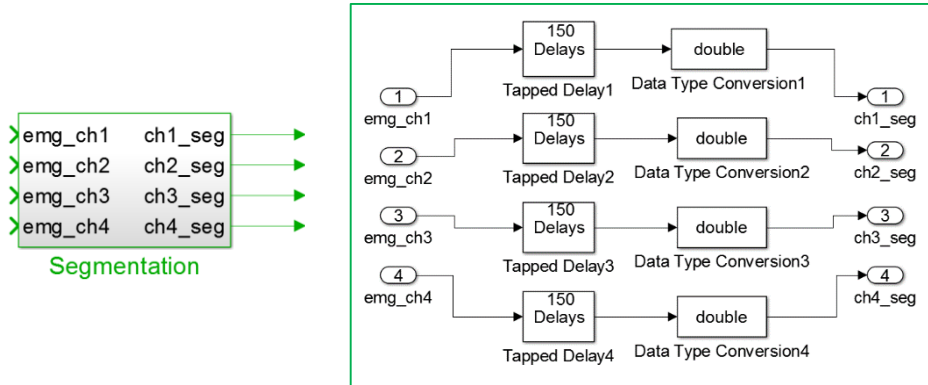 emg_ch1 ch1_seg
emg_ch2 ch2_seg
emg_ch3 ch3_seg
emg_ch4 ch4_seg
Segmentation
150
Delays
double
Tapped Delay1
Data Type Conversion1
1
emg_ch1
1
ch1_seg
150
Delays
double
Tapped Delay2
Data Type Conversion2
2
emg_ch2
2
ch2_seg
150
Delays
double
Tapped Delay3
Data Type Conversion3
3
emg_ch3
3
ch3_seg
150
Delays
double
Tapped Delay4
Data Type Conversion4
4
emg_ch4
4
ch4_seg